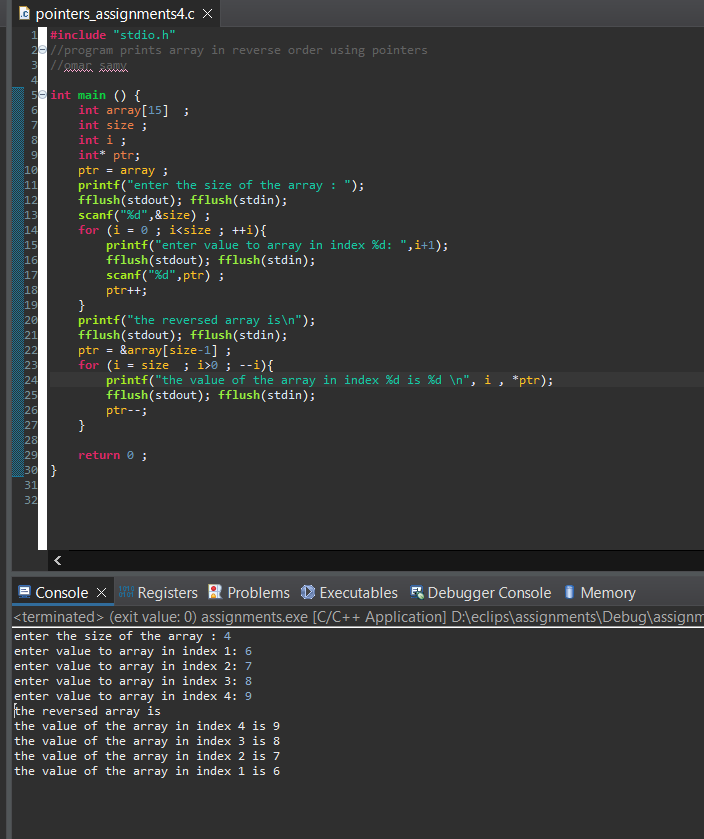 pointers_assignments4.c
1 #include "stdio.h"
2 //program prints array in reverse order using pointers
3 //omar samy
4
5 int main () {
6     int array[15]  ;
7     int size ;
8     int i ;
9     int* ptr;
10     ptr = array ;
11     printf("enter the size of the array : ");
12     fflush(stdout); fflush(stdin);
13     scanf("%d",&size) ;
14     for (i = 0 ; i<size ; ++i){
15         printf("enter value to array in index %d: ",i+1);
16         fflush(stdout); fflush(stdin);
17         scanf("%d",ptr) ;
18         ptr++;
19     }
20     printf("the reversed array is\n");
21     fflush(stdout); fflush(stdin);
22     ptr = &array[size-1] ;
23     for (i = size  ; i>0 ; --i){
24         printf("the value of the array in index %d is %d \n", i , *ptr);
25         fflush(stdout); fflush(stdin);
26         ptr--;
27     }
28
29     return 0 ;
30 }
31
32
Console Registers Problems Executables Debugger Console Memory
<terminated> (exit value: 0) assignments.exe [C/C++ Application] D:\eclips\assignments\Debug\assignm
enter the size of the array : 4
enter value to array in index 1: 6
enter value to array in index 2: 7
enter value to array in index 3: 8
enter value to array in index 4: 9
the reversed array is
the value of the array in index 4 is 9
the value of the array in index 3 is 8
the value of the array in index 2 is 7
the value of the array in index 1 is 6